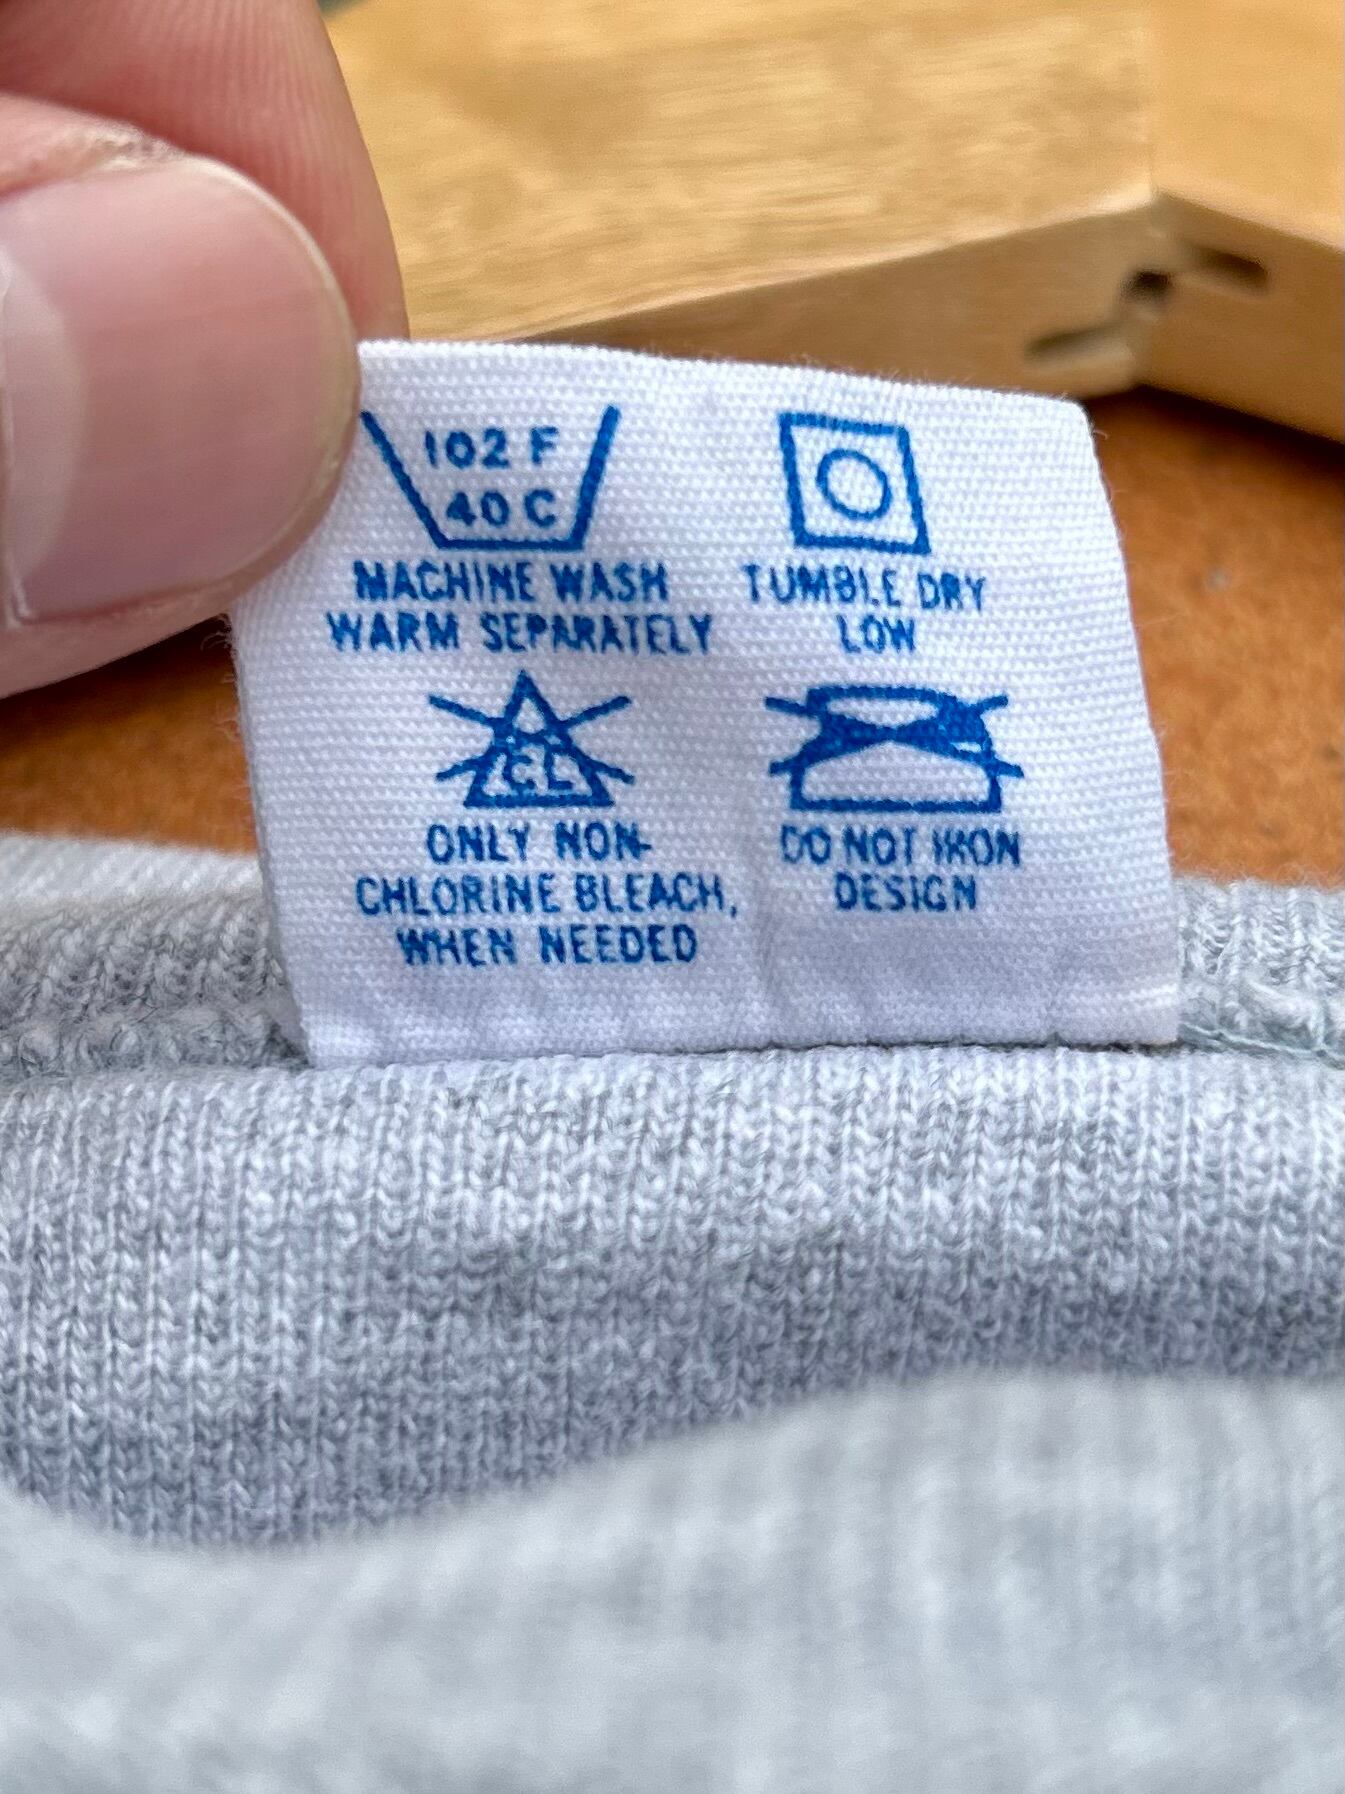 102 F
40 C
MACHINE WASH
WARM SEPARATELY
TUMBLE DRY
LOW
CL
ONLY NON-
CHLORINE BLEACH,
WHEN NEEDED
DO NOT IRON
DESIGN